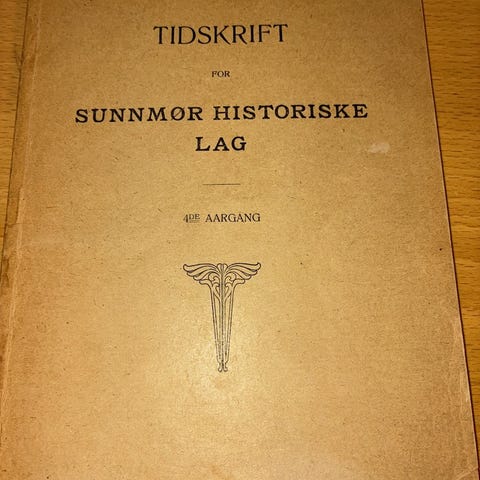 TIDSKRIFT
FOR
SUNNMØR HISTORISKE
LAG
4DE AARGANG